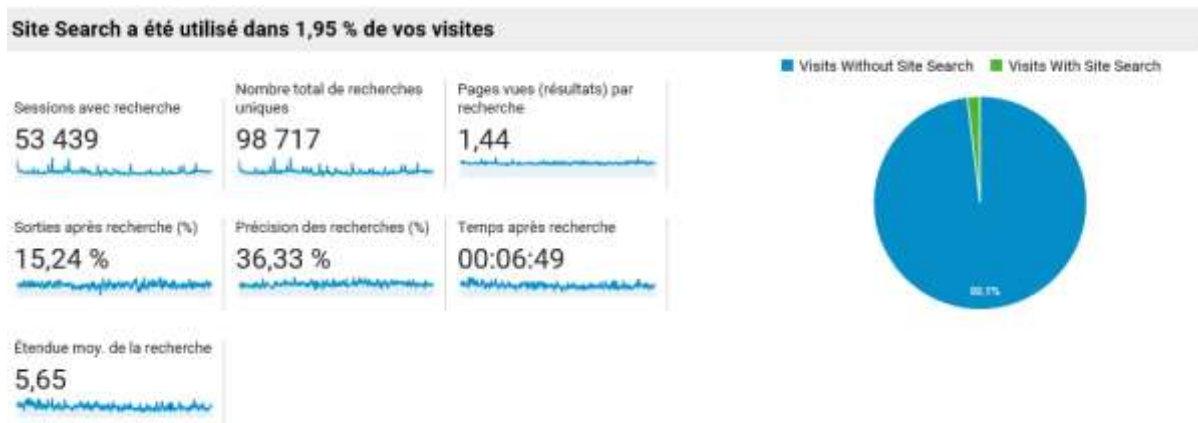 Site Search a été utilisé dans 1,95 % de vos visites
Visits Without Site Search
Visits With Site Search
Sessions avec recherche
53 439
Nombre total de recherches
uniques
98 717
Pages vues (résultats) par
recherche
1,44
Sorties après recherche (%)
15,24 %
Précision des recherches (%)
36,33 %
Temps après recherche
00:06:49
Étendue moy. de la recherche
5,65